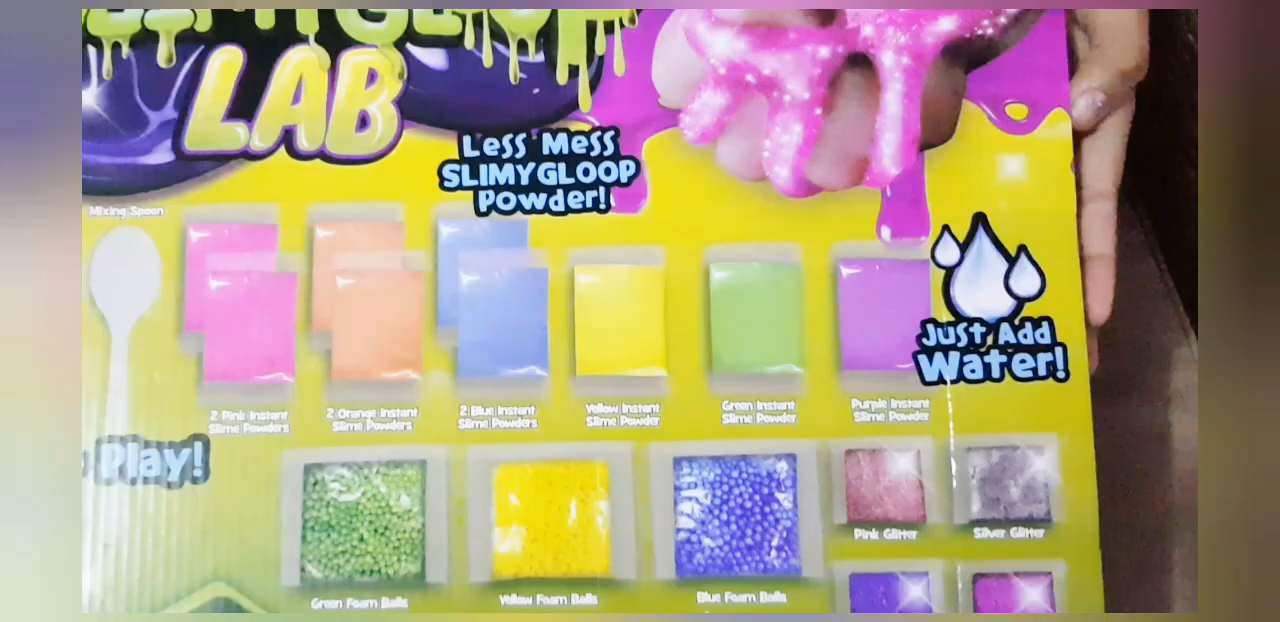 LAB
Less Mess
SLIMYGLOOP
Powder!
Mixing Spoon
Just Add
Water!
2 Pink Instant
Slime Powders
2 Orange Instant
Slime Powders
2 Blue Instant
Slime Powders
Yellow Instant
Slime Powder
Green Instant
Slime Powder
Purple Instant
Slime Powder
Play!
Pink Glitter
Silver Glitter
Green Foam Balls
Yellow Foam Balls
Blue Foam Balls